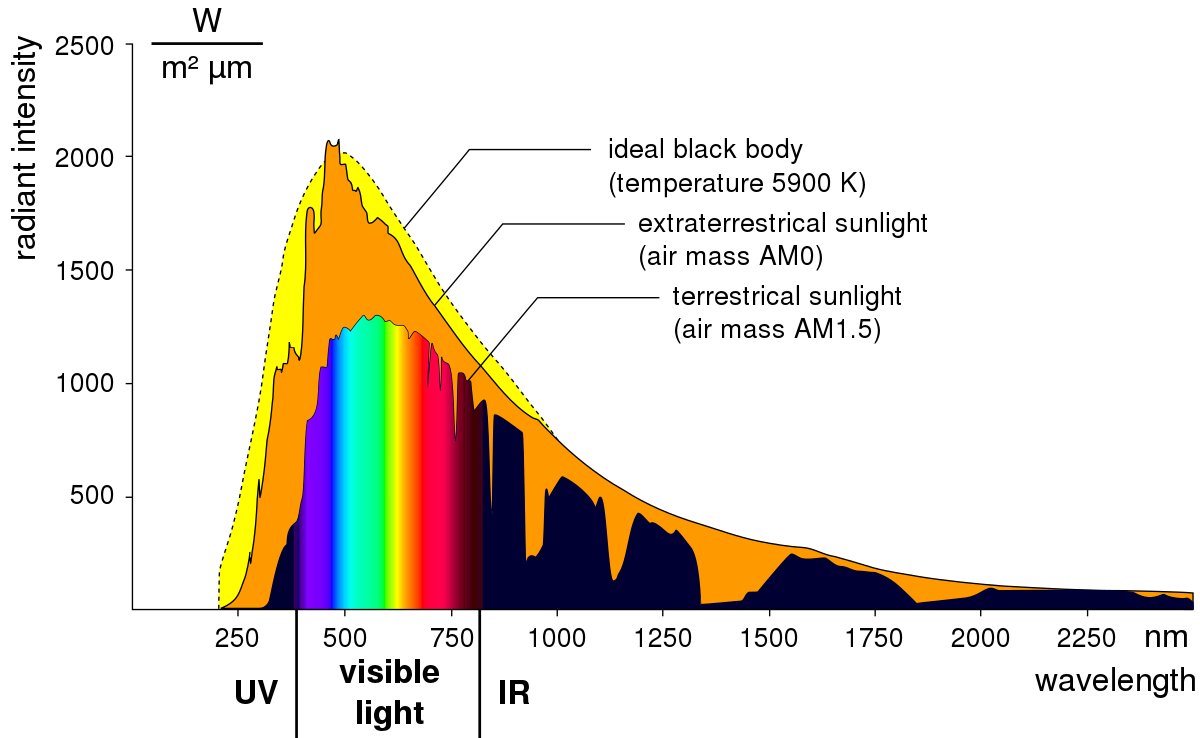 W
m² µm
radiant intensity
2500
2000
1500
1000
500
ideal black body
(temperature 5900 K)
extraterrestrical sunlight
(air mass AM0)
terrestrical sunlight
(air mass AM1.5)
250 500 750 1000 1250 1500 1750 2000 2250 nm
wavelength
UV
visible
light
IR